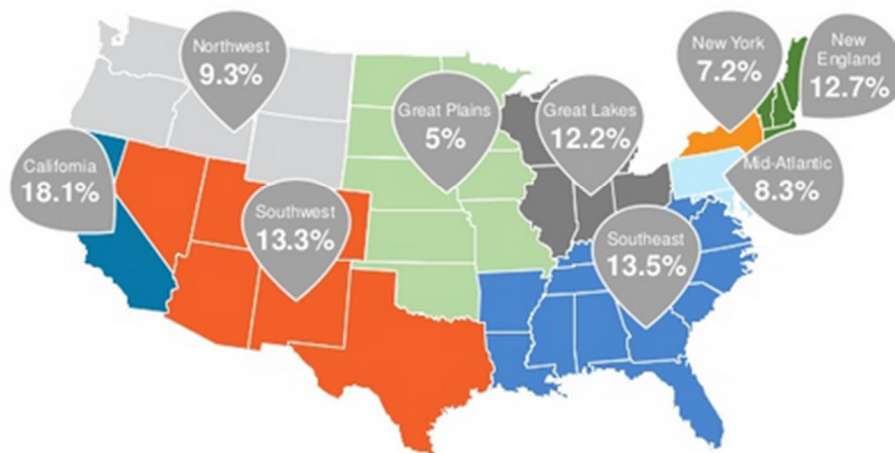 Northwest
9.3%
New York
7.2%
New
England
12.7%
Great Plains
5%
Great Lakes
12.2%
California
18.1%
Mid-Atlantic
8.3%
Southwest
13.3%
Southeast
13.5%